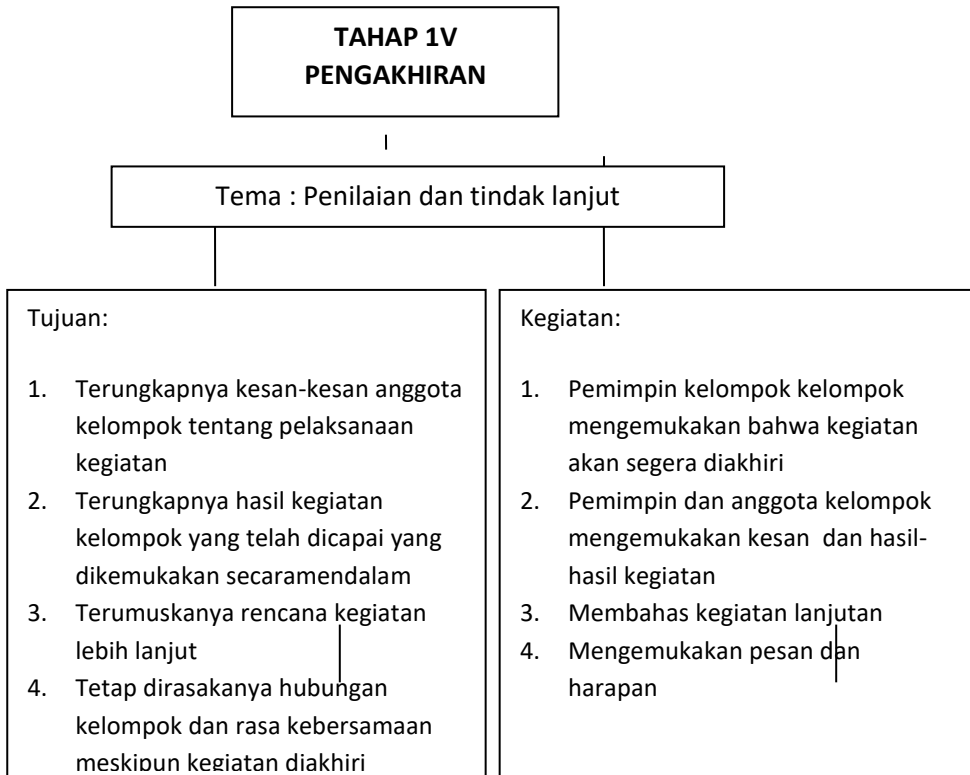 TAHAP 1V
PENGAKHIRAN
Tema : Penilaian dan tindak lanjut
Tujuan:
1. Terungkapnya kesan-kesan anggota
kelompok tentang pelaksanaan
kegiatan
2. Terungkapnya hasil kegiatan
kelompok yang telah dicapai yang
dikemukakan secaramendalam
3. Terumuskanya rencana kegiatan
lebih lanjut
4. Tetap dirasakanya hubungan
kelompok dan rasa kebersamaan
meskipun kegiatan diakhiri
Kegiatan:
1. Pemimpin kelompok kelompok
mengemukakan bahwa kegiatan
akan segera diakhiri
2. Pemimpin dan anggota kelompok
mengemukakan kesan dan hasil-
hasil kegiatan
3. Membahas kegiatan lanjutan
4. Mengemukakan pesan dan
harapan